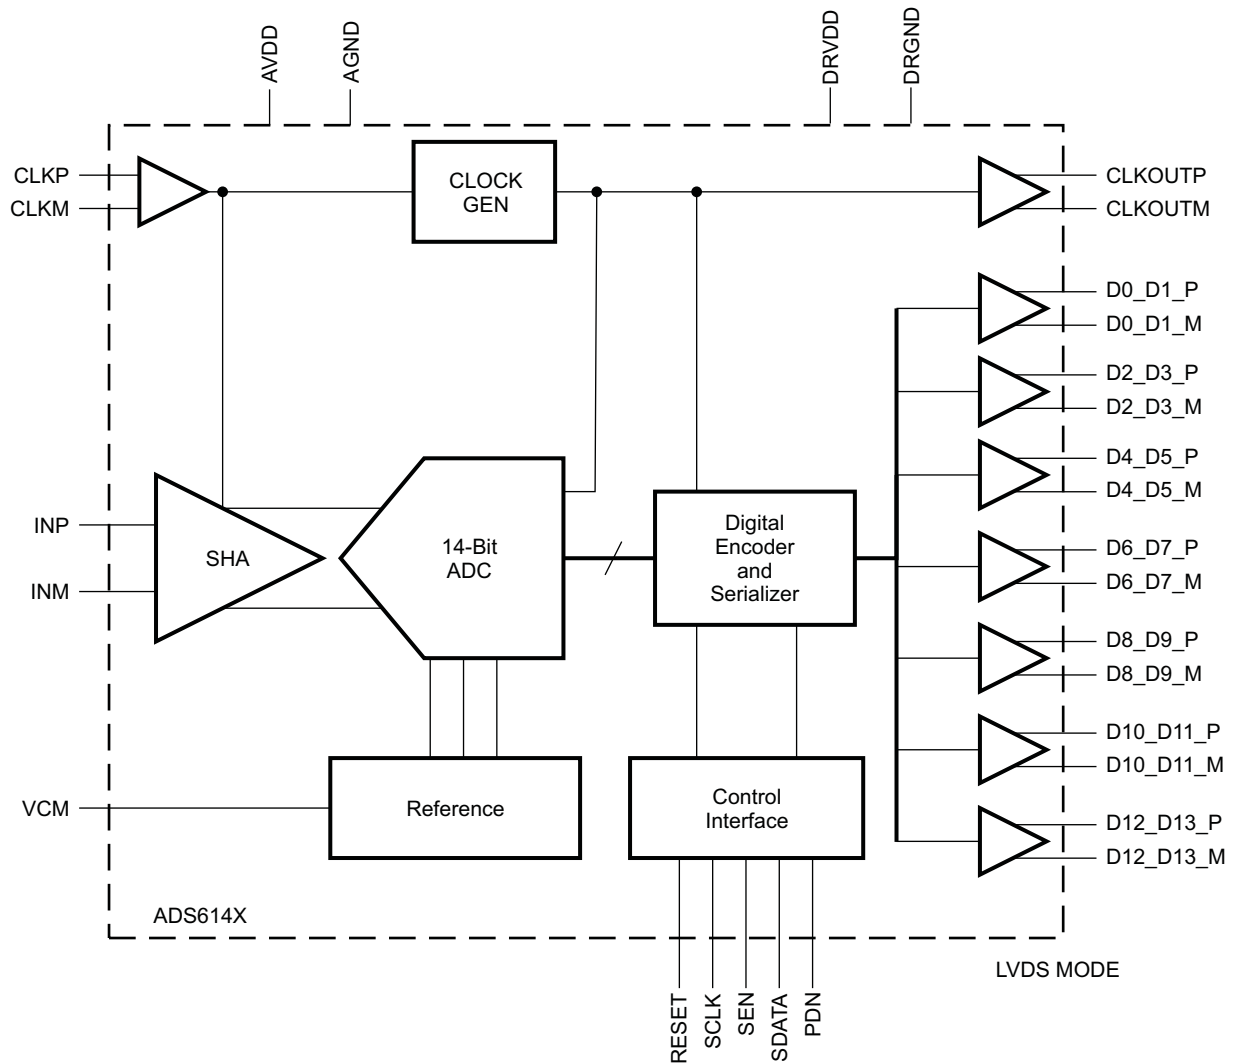 AVDD
AGND
DRVDD
DRGND
CLKP
CLKM
CLOCK
GEN
CLKOUTP
CLKOUTM
D0_D1_P
D0_D1_M
D2_D3_P
D2_D3_M
D4_D5_P
D4_D5_M
INP
INM
SHA
14-Bit
ADC
Digital
Encoder
and
Serializer
D6_D7_P
D6_D7_M
D8_D9_P
D8_D9_M
D10_D11_P
D10_D11_M
VCM
Reference
Control
Interface
D12_D13_P
D12_D13_M
ADS614X
LVDS MODE
RESET
SCLK
SEN
SDATA
PDN